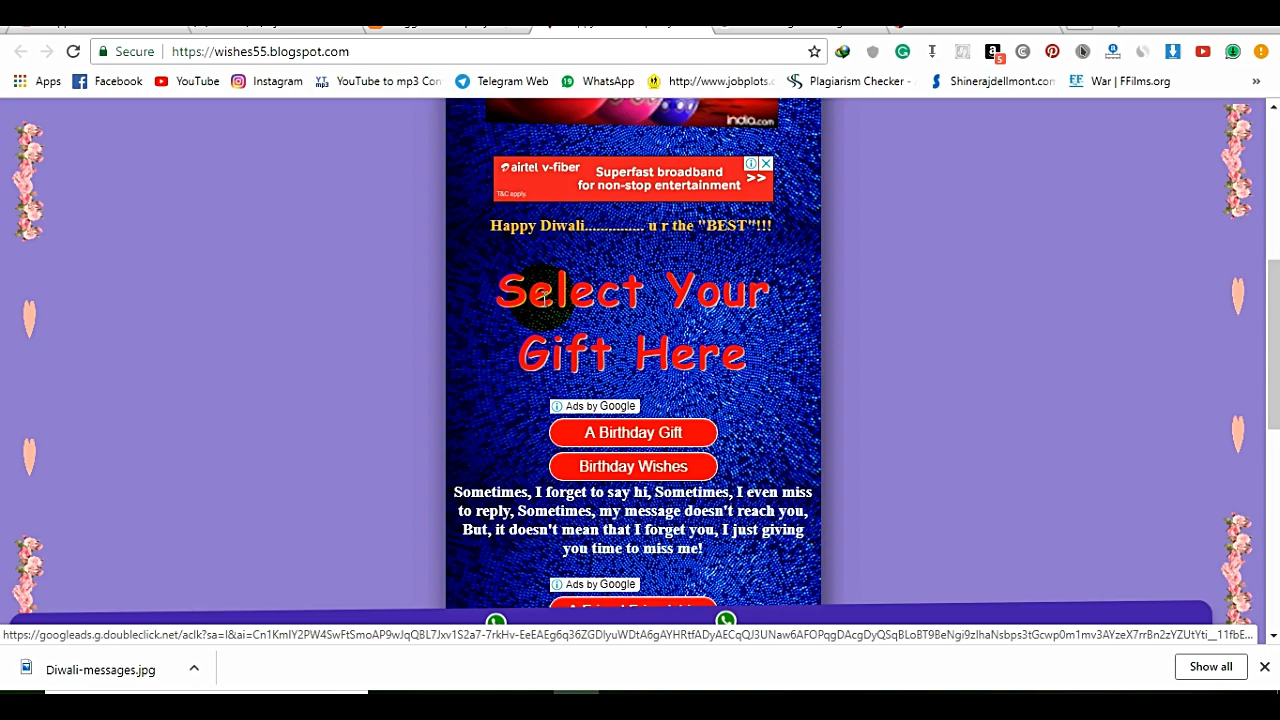 Secure https://wishes55.blogspot.com
Apps Facebook YouTube Instagram YouTube to mp3 Con Telegram Web WhatsApp http://www.jobplots. Plagiarism Checker - Shinerajdellmont.com War | FFilms.org »
india.com
airtel v-fiber
Superfast broadband
for non-stop entertainment
>>
T&C apply.
Happy Diwali............... u r the "BEST"!!!
Select Your
Gift Here
Ads by Google
A Birthday Gift
Birthday Wishes
Sometimes, I forget to say hi, Sometimes, I even miss
to reply, Sometimes, my message doesn't reach you,
But, it doesn't mean that I forget you, I just giving
you time to miss me!
Ads by Google
Diwali-messages.jpg
Show all